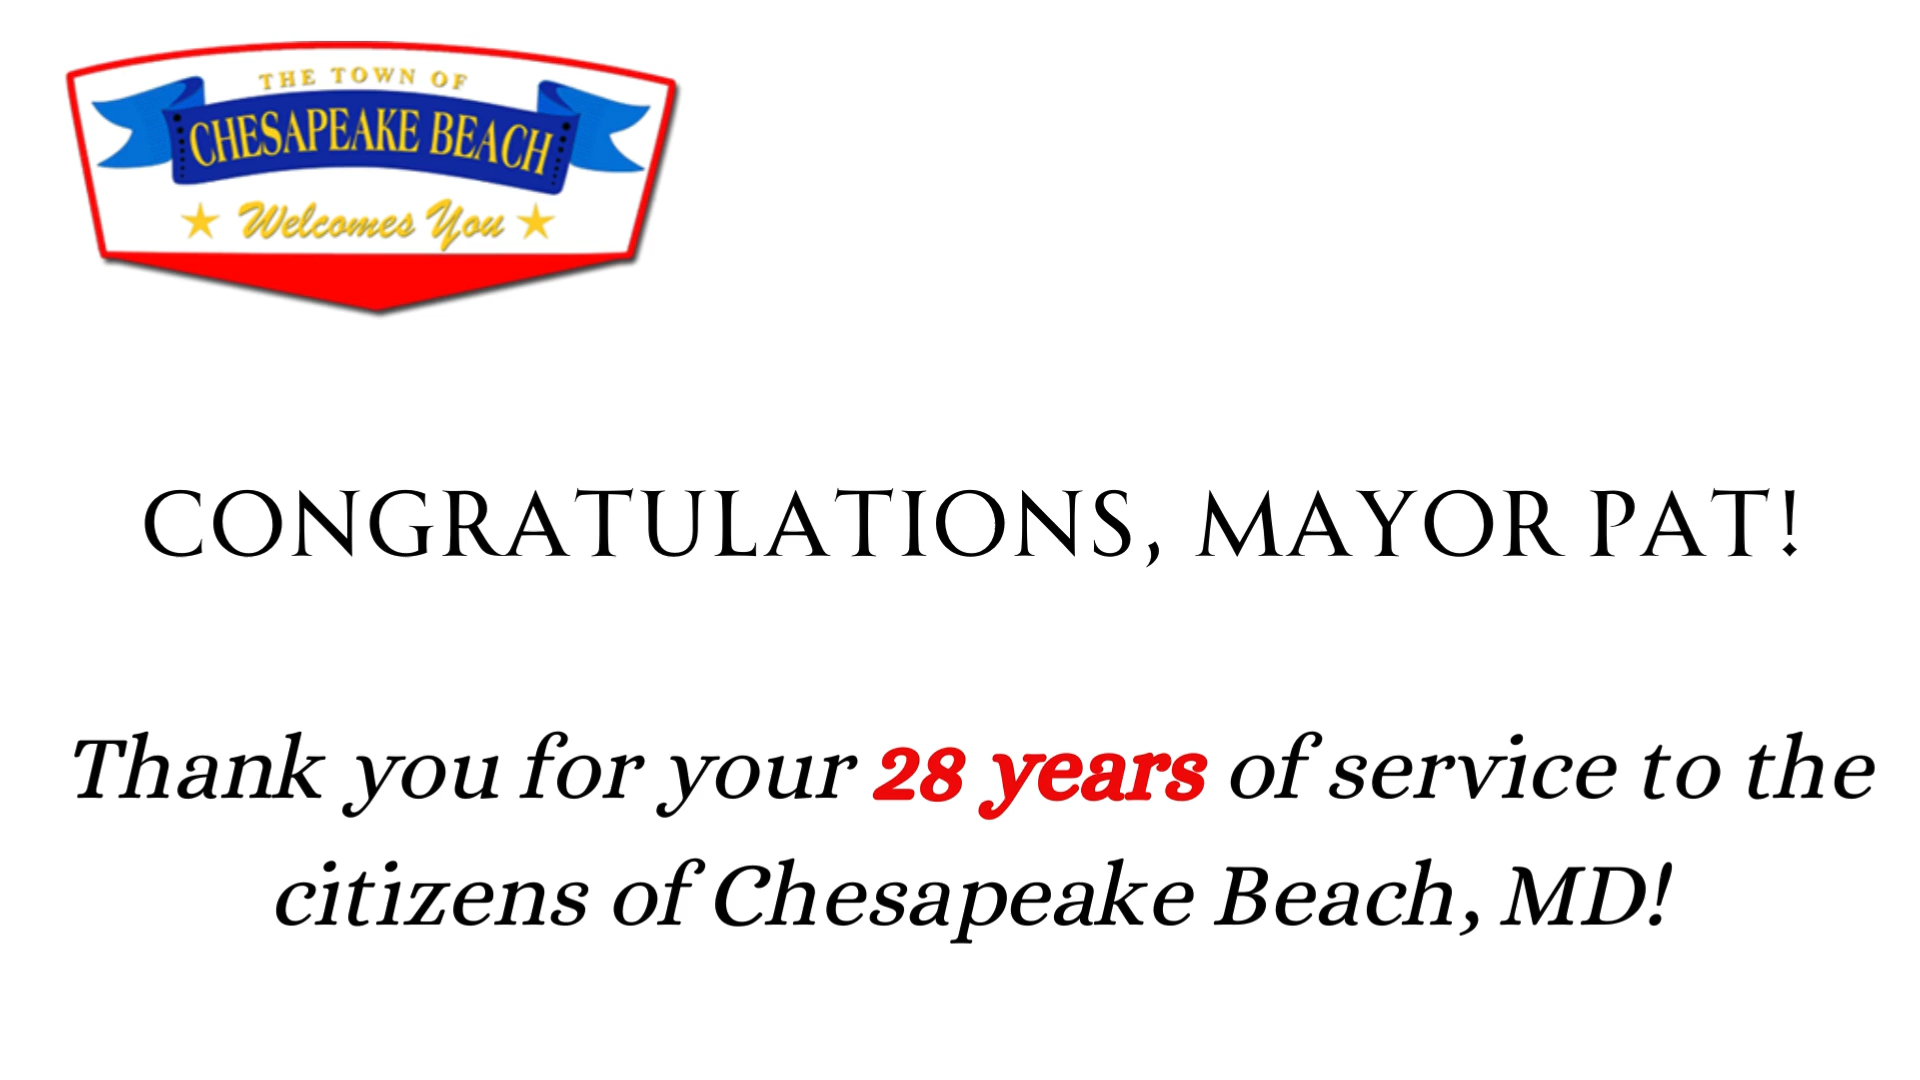 THE TOWN OF
CHESAPEAKE BEACH
Welcomes You
CONGRATULATIONS, MAYOR PAT!
Thank you for your 28 years of service to the
citizens of Chesapeake Beach, MD!